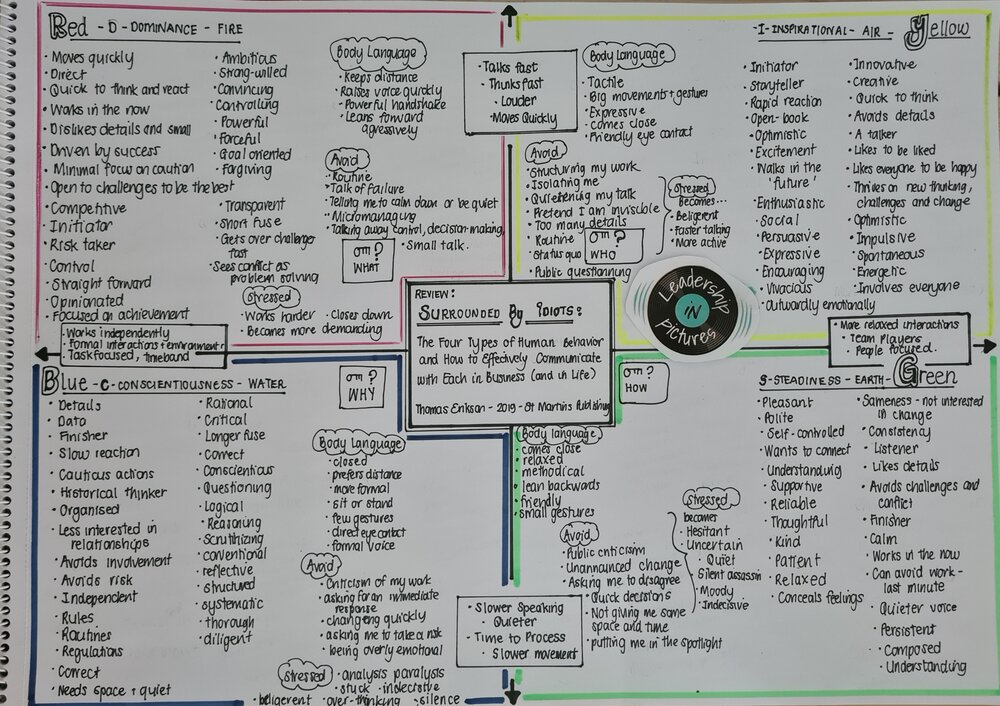 Red - D - DOMINANCE - FIRE
• Moves quickly
• Direct
• Quick to think and react
• Works in the now
• Dislikes details and small
• Driven by success
• Minimal focus on caution
• Open to challenges to be the best
• Competitive
• Initiator
• Risk taker
• Control
• Straight forward
• Opinionated
• Focused on achievement
• Ambitious
• Strong-willed
• Convincing
• Controlling
• Powerful
• Forceful
• Goal oriented
• Forgiving
• Transparent
• Short fuse
• Gets over challenges
fast
• Sees conflict as
problem solving
Body Language
• Keeps distance
• Raises voice quickly
• Powerful handshake
• Leans forward
aggressively
Avoid
• Routine
• Talk of failure
• Telling me to calm down or be quiet
• Micromanaging
• Talking away control, decision-making
• Small talk.
? WHAT
Stressed
• Works harder
• Closes down
• Becomes more demanding
• Talks fast
• Thinks fast
• Louder
• Moves Quickly
- I - INSPIRATIONAL - AIR - Yellow
Body Language
• Tactile
• Big movements + gestures
• Expressive
• Comes close
• Friendly eye contact
Avoid
• Structuring my work
• Isolating me
• Quietening my talk
• Pretend I am invisible
• Too many details
• Routine
• Status quo
• Public questionning
? WHO
Stressed
Becomes...
• Beligerent
• Faster talking
• More active
• Initiator
• Storyteller
• Rapid reaction
• Open-book
• Optimistic
• Excitement
• Walks in the
'future'
• Enthusiastic
• Social
• Persuasive
• Expressive
• Encouraging
• Vivacious
• Outwardly emotionally
• Innovative
• Creative
• Quick to think
• Avoids details
• A talker
• Likes to be liked
• Likes everyone to be happy
• Thrives on new thinking,
challenges and change
• Optimistic
• Impulsive
• Spontaneous
• Energetic
• Involves everyone
REVIEW:
SURROUNDED By IDIOTS:
The Four Types of Human Behavior
and How to Effectively Communicate
with Each in Business (and in Life)
Thomas Erikson - 2019 - St Martins Publishing
Leadership
iN
Pictures
• Works independently
• Formal interactions + environment
• Task focused, timeband
• More relaxed interactions
• Team players
• People focused.
Blue - C - CONSCIENTIOUSNESS - WATER
• Details
• Data
• Finisher
• Slow reaction
• Cautious actions
• Historical thinker
• Organised
• Less interested in
relationships
• Avoids involvement
• Avoids risk
• Independent
• Rules
• Routines
• Regulations
• Correct
• Needs space + quiet
• Rational
• Critical
• Longer fuse
• Correct
• Conscientious
• Questioning
• Logical
• Reasoning
• Scrutinizing
• conventional
• reflective
• structured
• systematic
• thorough
• diligent
? WHY
Body Language
• closed
• prefers distance
• more formal
• sit or stand
• few gestures
• direct eye contact
• formal voice
Avoid
• Criticism of my work
• asking for an immediate
response
• changing quickly
• asking me to take a risk
• being overly emotional
Stressed
• analysis paralysis
• stuck • indecisive
• beligerent • over-thinking • silence
• Slower Speaking
• Quieter
• Time to Process
• Slower movement
? HOW
S - STEADINESS - EARTH - Green
Body language
• comes close
• relaxed
• methodical
• lean backwards
• friendly
• small gestures
Avoid
• Public criticism
• Unannounced change
• Asking me to disagree
• Quick decisions
• Not giving me some
space and time
• putting me in the spotlight
Stressed
becomes
• Hesitant
• Uncertain
• Quiet
• Silent assassin
• Moody
• Indecisive
• Pleasant
• Polite
• Self-controlled
• Wants to connect
• Understanding
• Supportive
• Reliable
• Thoughtful
• Kind
• Patient
• Relaxed
• Conceals feelings
• Sameness - not interested
in change
• Consistency
• Listener
• Likes details
• Avoids challenges and
conflict
• Finisher
• Calm
• Works in the now
• Can avoid work -
last minute
• Quieter voice
• Persistent
• Composed
• Understanding